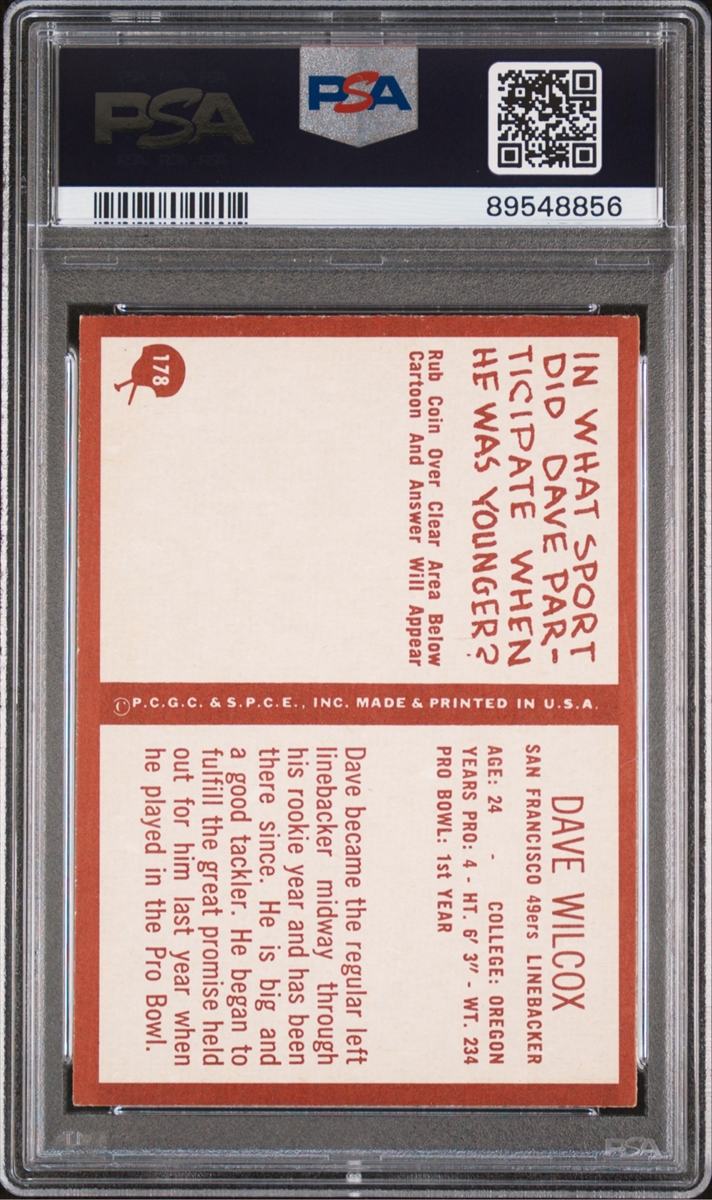 PSA
PSA
89548856
178
IN WHAT SPORT
DID DAVE PAR-
TICIPATE WHEN
HE WAS YOUNGER?
Rub Coin Over Clear Area Below
Cartoon And Answer Will Appear
© P.C.G.C. & S.P.C.E., INC. MADE & PRINTED IN U.S.A.
DAVE WILCOX
SAN FRANCISCO 49ers LINEBACKER
AGE: 24 - COLLEGE: OREGON
YEARS PRO: 4 - HT. 6' 3" - WT. 234
PRO BOWL: 1st YEAR
Dave became the regular left
linebacker midway through
his rookie year and has been
there since. He is big and
a good tackler. He began to
fulfill the great promise held
out for him last year when
he played in the Pro Bowl.
PSA